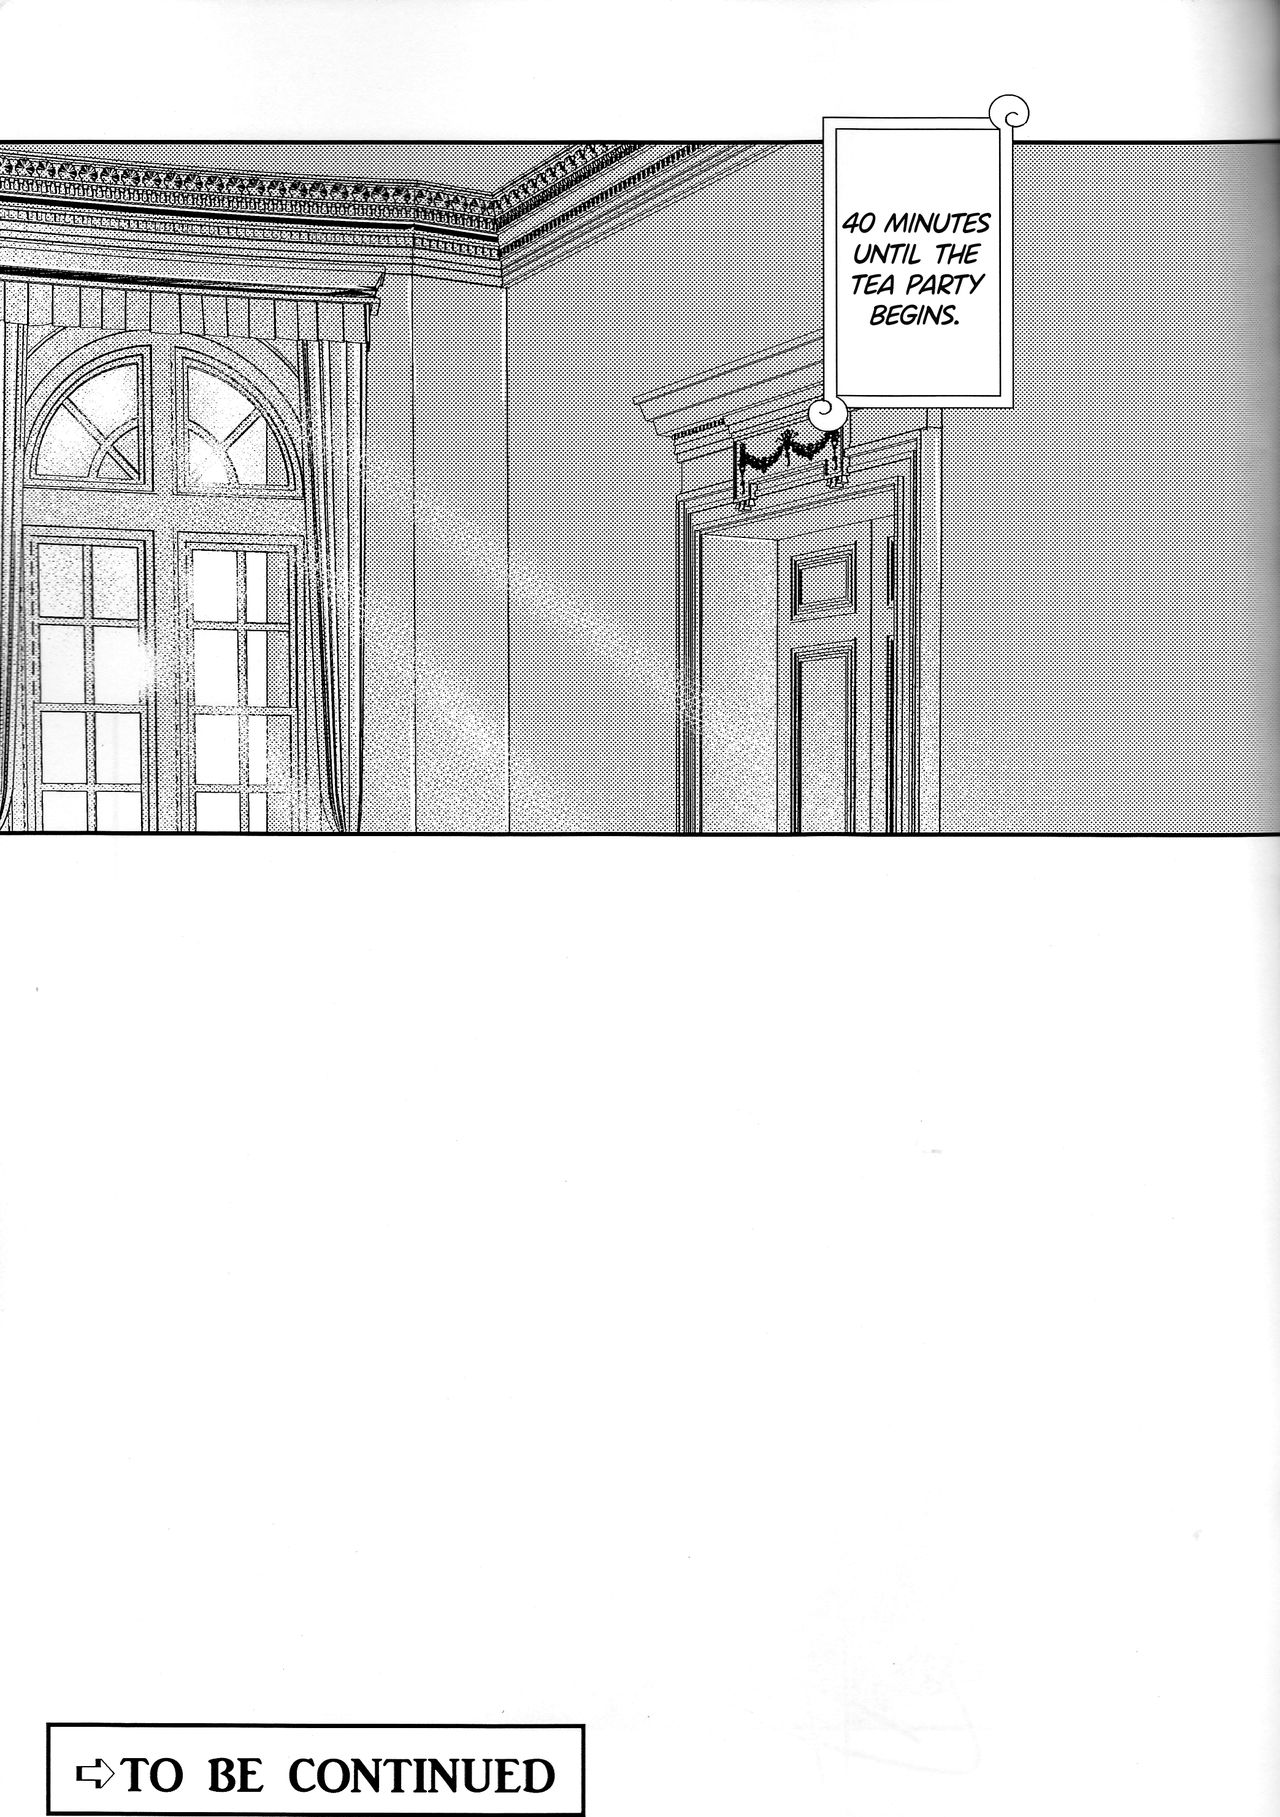 40 MINUTES
UNTIL THE
TEA PARTY
BEGINS.
➪TO BE CONTINUED